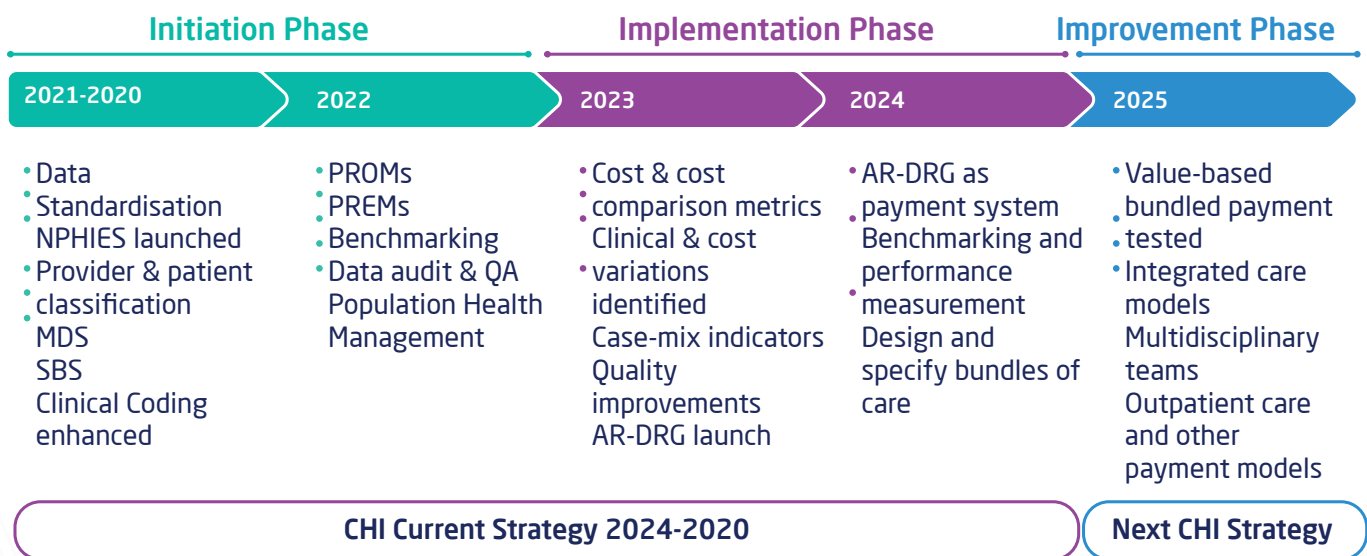 Initiation Phase
Implementation Phase
Improvement Phase
2021-2020
2022
2023
2024
2025
Data
Standardisation
NPHIES launched
Provider & patient
classification
MDS
SBS
Clinical Coding
enhanced
PROMs
PREMs
Benchmarking
Data audit & QA
Population Health
Management
Cost & cost
comparison metrics
Clinical & cost
variations
identified
Case-mix indicators
Quality
improvements
AR-DRG launch
AR-DRG as
payment system
Benchmarking and
performance
measurement
Design and
specify bundles of
care
Value-based
bundled payment
tested
Integrated care
models
Multidisciplinary
teams
Outpatient care
and other
payment models
CHI Current Strategy 2024-2020
Next CHI Strategy